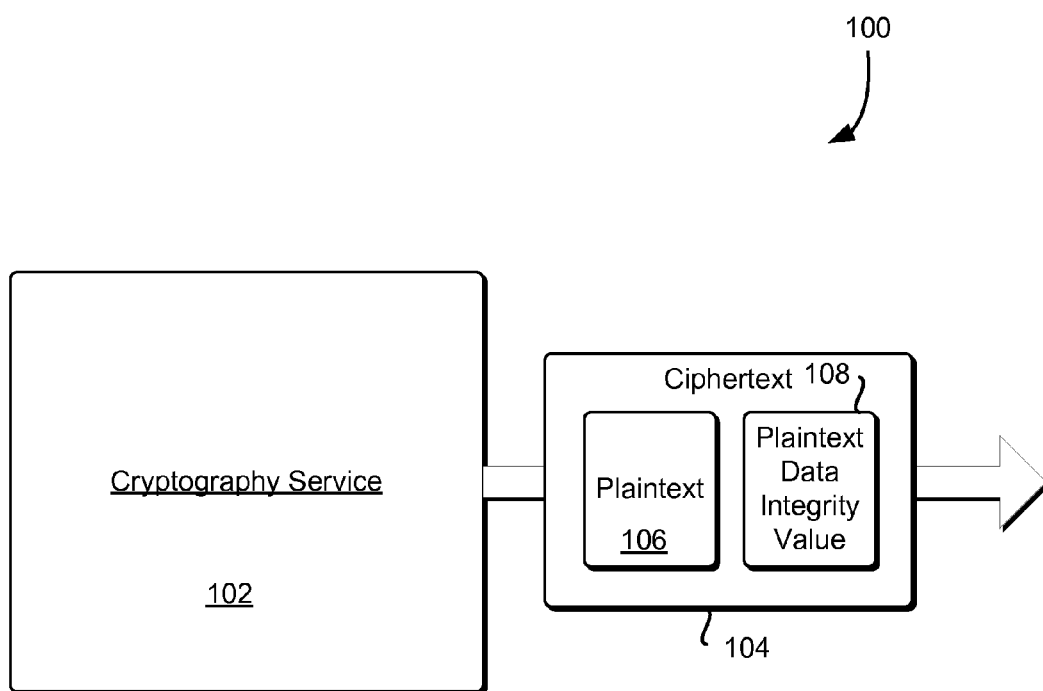 100
Cryptography Service
102
Ciphertext 108
Plaintext
106
Plaintext
Data
Integrity
Value
104